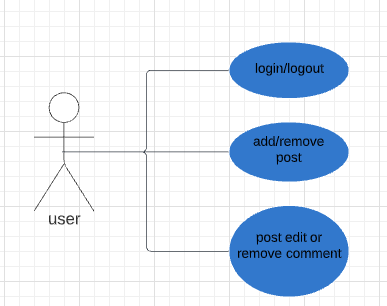 login/logout
add/remove
post
user
post edit or
remove comment